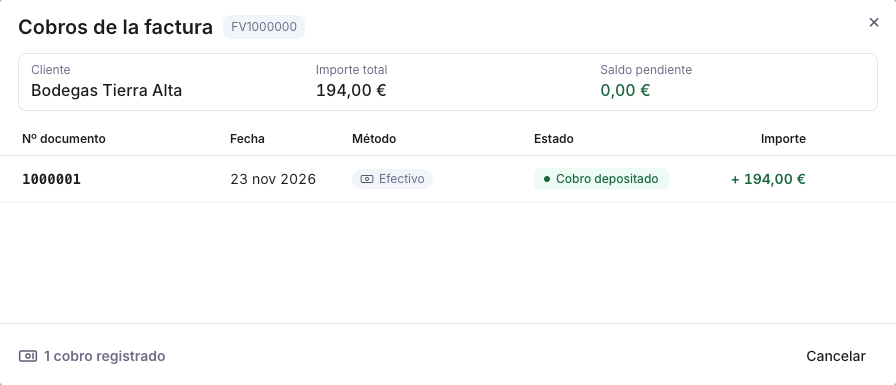 Cobros de la factura FV1000000
Cliente Importe total Saldo pendiente
Bodegas Tierra Alta 194,00 € 0,00 €
Nº documento Fecha Método Estado Importe
1000001 23 nov 2026 Efectivo Cobro depositado + 194,00 €
1 cobro registrado Cancelar